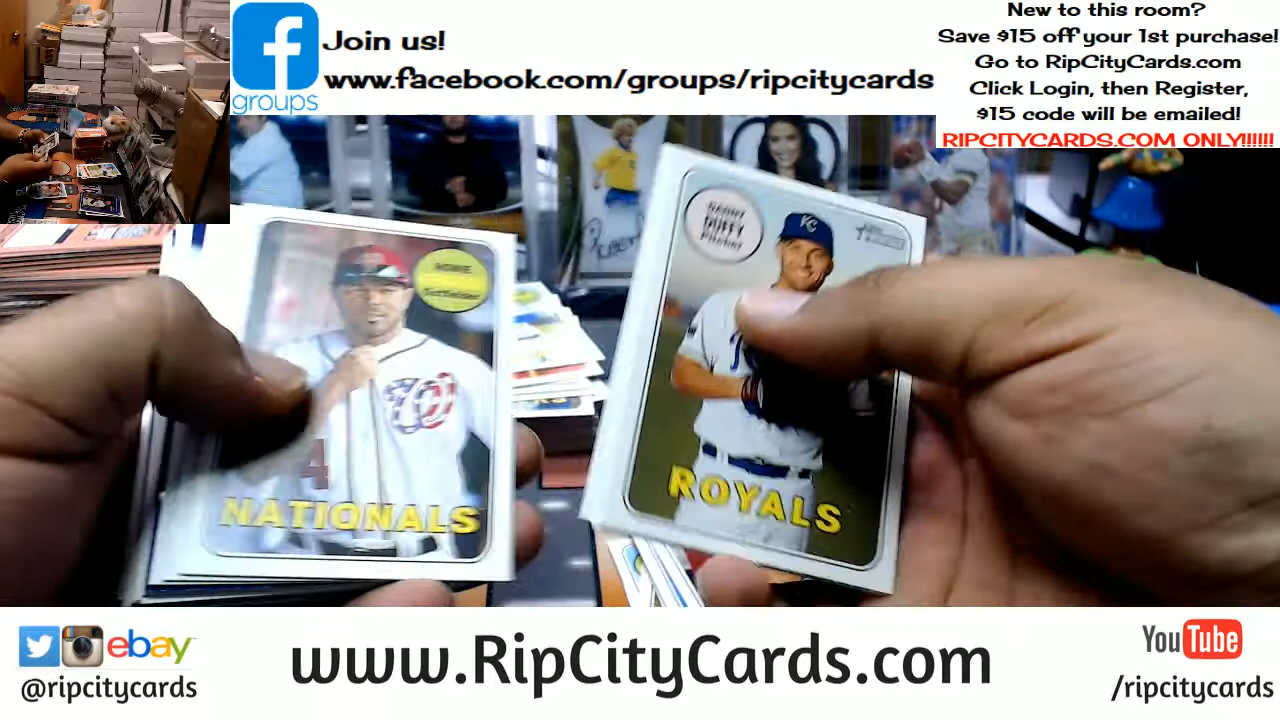 groups
Join us!
www.facebook.com/groups/ripcitycards
New to this room?
Save $15 off your 1st purchase!
Go to RipCityCards.com
Click Login, then Register,
$15 code will be emailed!
RIPCITYCARDS.COM ONLY!!!!!!
NATIONALS
DANNY
DUFFY
Pitcher
KC
ROYALS
ebay
@ripcitycards
www.RipCityCards.com
YouTube
/ripcitycards